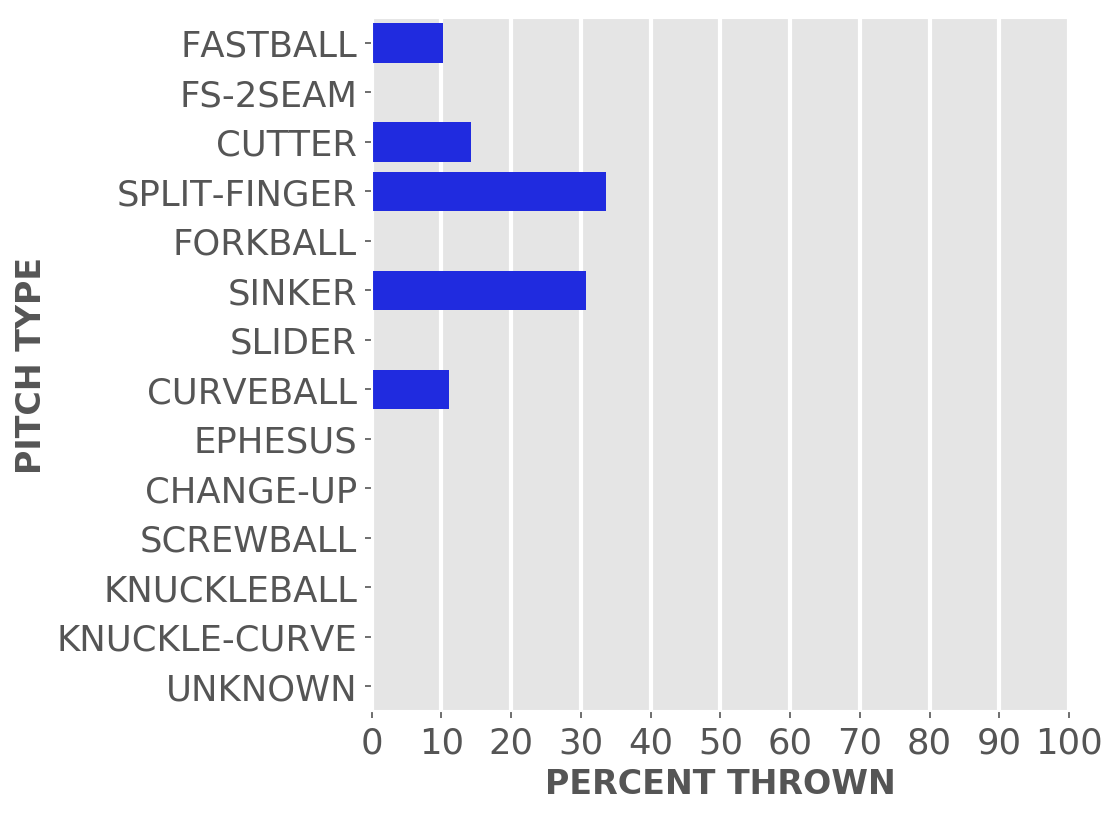 FASTBALL
FS-2SEAM
CUTTER
SPLIT-FINGER
FORKBALL
SINKER
SLIDER
CURVEBALL
EPHESUS
CHANGE-UP
SCREWBALL
KNUCKLEBALL
KNUCKLE-CURVE
UNKNOWN
PITCH TYPE
0 10 20 30 40 50 60 70 80 90 100
PERCENT THROWN